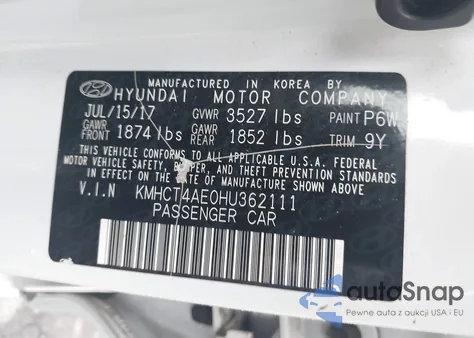 MANUFACTURED IN KOREA BY
HYUNDAI MOTOR COMPANY
JUL/15/17 GVWR 3527 lbs PAINT P6W
GAWR FRONT 1874 lbs GAWR REAR 1852 lbs TRIM 9Y
THIS VEHICLE CONFORMS TO ALL APPLICABLE U.S.A. FEDERAL
MOTOR VEHICLE SAFETY, BUMPER, AND THEFT PREVENTION STANDARDS
IN EFFECT ON THE DATE OF MANUFACTURE SHOWN ABOVE.
V.I.N KMHCT4AE0HU362111
PASSENGER CAR
autoSnap
Pewne auta z aukcji USA i EU